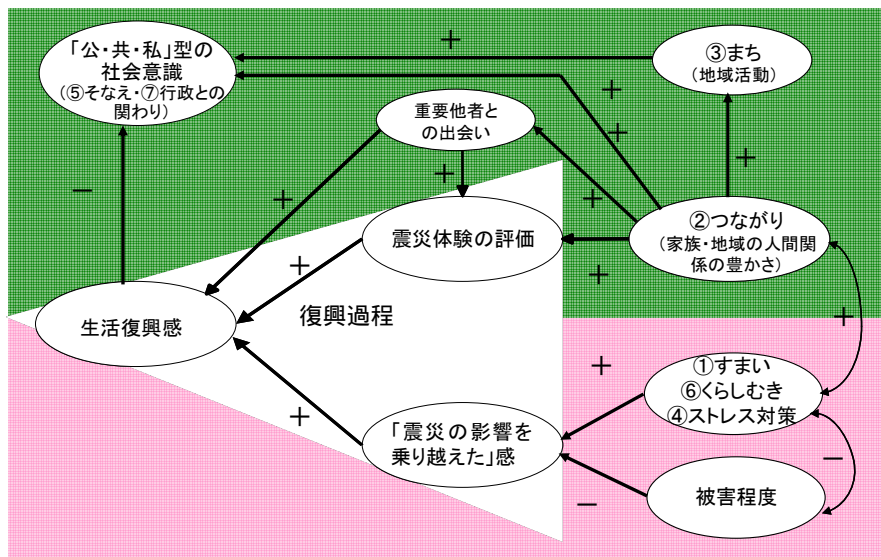 「公・共・私」型の
社会意識
(⑤そなえ・⑦行政との
関わり)
+
③まち
(地域活動)
重要他者と
の出会い
+
+
+
−
+
+
+
②つながり
(家族・地域の人間関
係の豊かさ)
震災体験の評価
+
+
生活復興感
復興過程
+
+
①すまい
⑥くらしむき
④ストレス対策
+
「震災の影響を
乗り越えた」感
−
−
被害程度